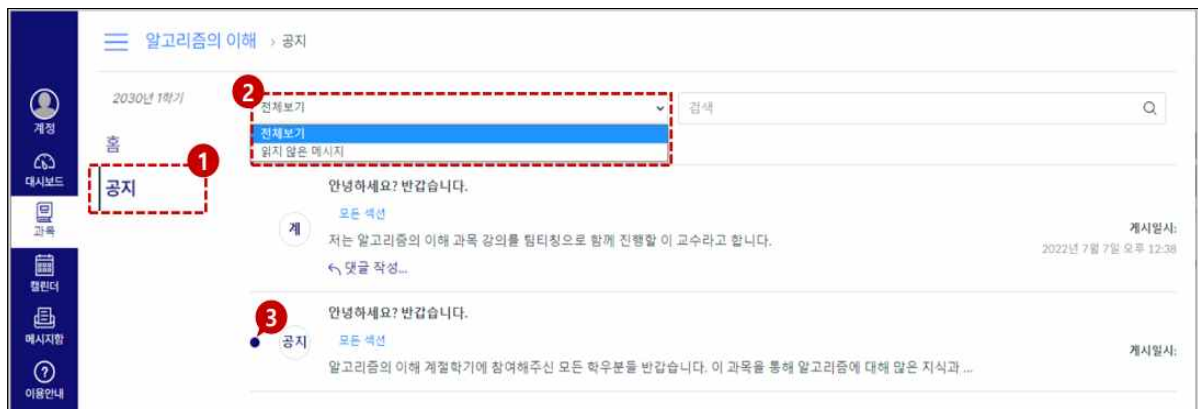 알고리즘의 이해 › 공지
계정
대시보드
과목
캘린더
메시지함
이용안내
2030년 1학기
홈
1
공지
2
전체보기
검색
전체보기
읽지 않은 메시지
계
안녕하세요? 반갑습니다.
모든 섹션
저는 알고리즘의 이해 과목 강의를 팀티칭으로 함께 진행할 이 교수라고 합니다.
댓글 작성...
게시일시:
2022년 7월 7일 오후 12:38
3
공지
안녕하세요? 반갑습니다.
모든 섹션
알고리즘의 이해 계절학기에 참여해주신 모든 학우분들 반갑습니다. 이 과목을 통해 알고리즘에 대해 많은 지식과 ...
게시일시: